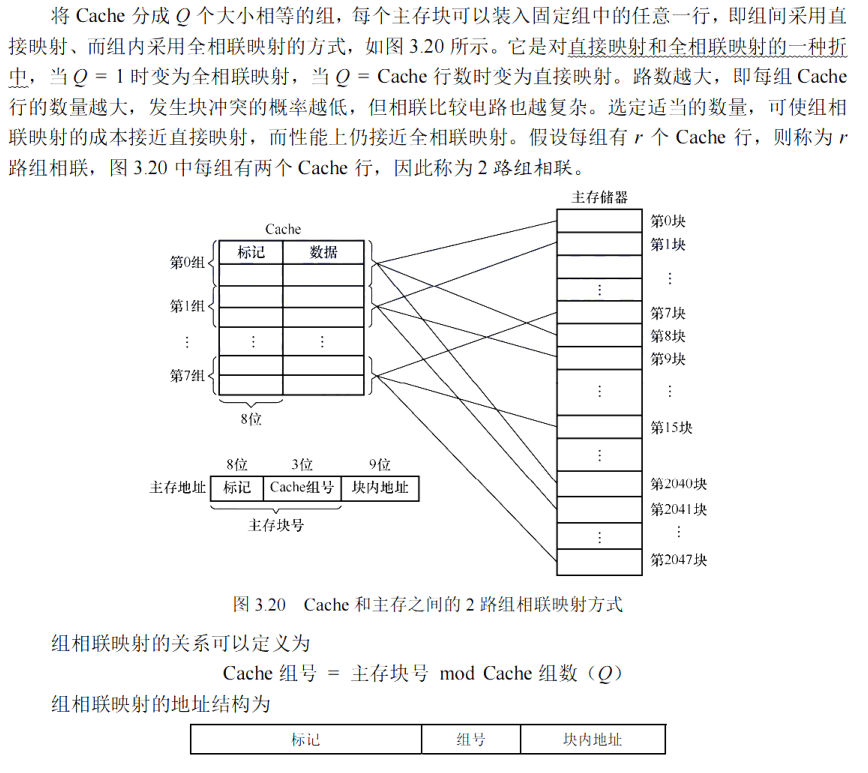 将 Cache 分成 Q 个大小相等的组，每个主存块可以装入固定组中的任意一行，即组间采用直
接映射、而组内采用全相联映射的方式，如图 3.20 所示。它是对直接映射和全相联映射的一种折
中，当 Q = 1 时变为全相联映射，当 Q = Cache 行数时变为直接映射。路数越大，即每组 Cache
行的数量越大，发生块冲突的概率越低，但相联比较电路也越复杂。选定适当的数量，可使组相
联映射的成本接近直接映射，而性能上仍接近全相联映射。假设每组有 r 个 Cache 行，则称为 r
路组相联，图 3.20 中每组有两个 Cache 行，因此称为 2 路组相联。
主存储器
Cache
第0块
标记 数据
第1块
第0组
⋮
第1组
第7块
⋮ ⋮ ⋮
第8块
第9块
第7组
⋮ ⋮
8位
第15块
⋮
8位 3位 9位
主存地址 标记 Cache组号 块内地址
第2040块
第2041块
主存块号
⋮ ⋮
第2047块
图 3.20 Cache 和主存之间的 2 路组相联映射方式
组相联映射的关系可以定义为
Cache 组号 = 主存块号 mod Cache 组数（Q）
组相联映射的地址结构为
标记 组号 块内地址